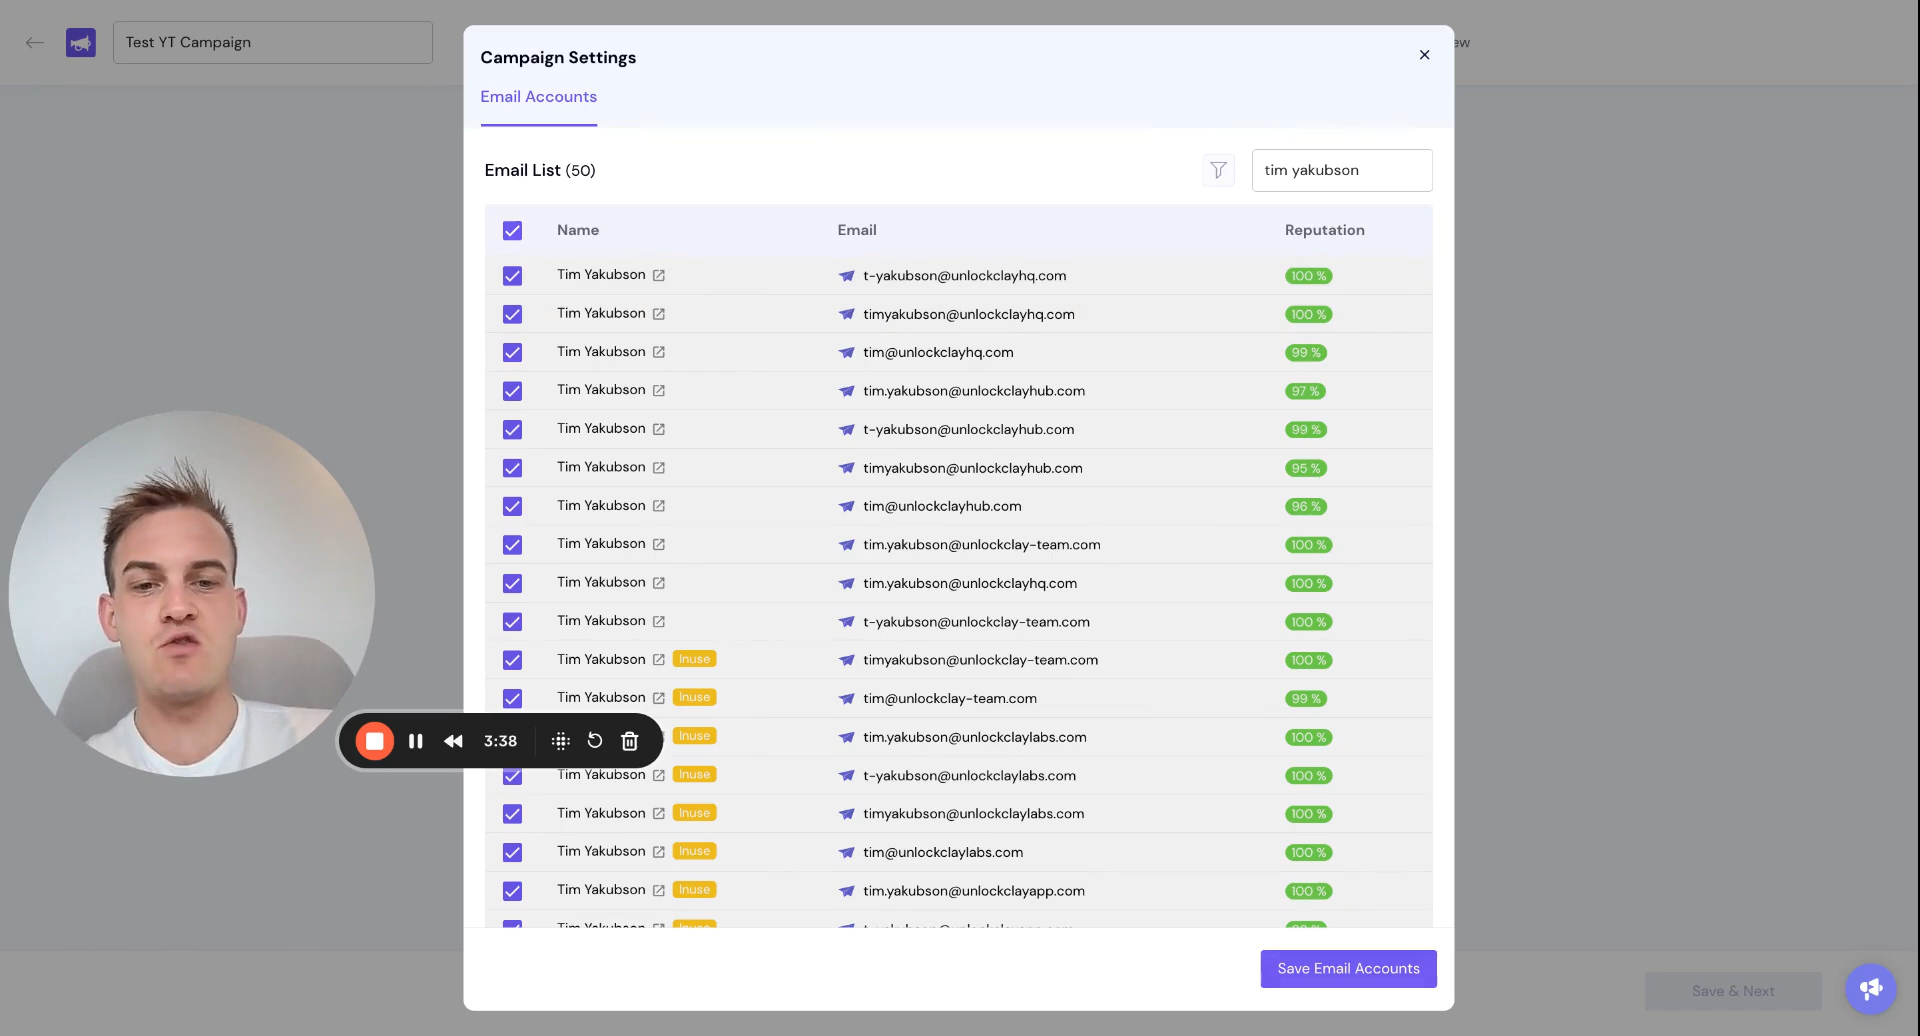 Test YT Campaign
ew
Campaign Settings
Email Accounts
Email List (50)
tim yakubson
Name Email Reputation
Tim Yakubson t-yakubson@unlockclayhq.com 100 %
Tim Yakubson timyakubson@unlockclayhq.com 100 %
Tim Yakubson tim@unlockclayhq.com 99 %
Tim Yakubson tim.yakubson@unlockclayhub.com 97 %
Tim Yakubson t-yakubson@unlockclayhub.com 99 %
Tim Yakubson timyakubson@unlockclayhub.com 95 %
Tim Yakubson tim@unlockclayhub.com 96 %
Tim Yakubson tim.yakubson@unlockclay-team.com 100 %
Tim Yakubson tim.yakubson@unlockclayhq.com 100 %
Tim Yakubson t-yakubson@unlockclay-team.com 100 %
Tim Yakubson Inuse timyakubson@unlockclay-team.com 100 %
Tim Yakubson Inuse tim@unlockclay-team.com 99 %
Inuse tim.yakubson@unlockclaylabs.com 100 %
3:38
Tim Yakubson Inuse t-yakubson@unlockclaylabs.com 100 %
Tim Yakubson Inuse timyakubson@unlockclaylabs.com 100 %
Tim Yakubson Inuse tim@unlockclaylabs.com 100 %
Tim Yakubson Inuse tim.yakubson@unlockclayapp.com 100 %
Tim Yakubson Inuse
Save Email Accounts
Save & Next